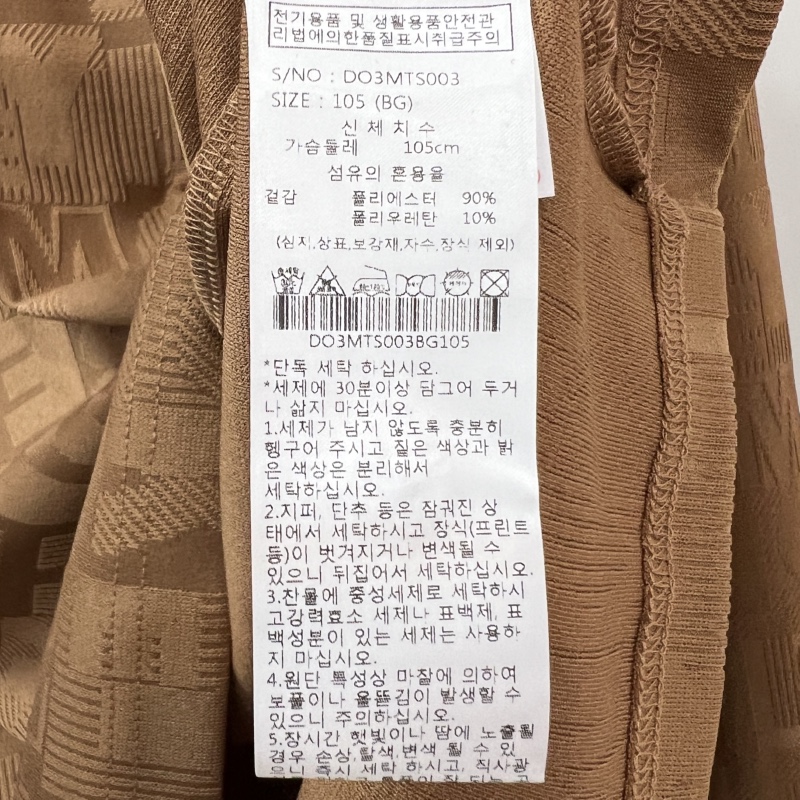 전기용품 및 생활용품안전관
리법에의한품질표시취급주의
S/NO : DO3MTS003
SIZE : 105 (BG)
신 체 치 수
가슴둘레 105cm
섬유의 혼용율
겉감 폴리에스터 90%
폴리우레탄 10%
(심지,상표,보강재,자수,장식 제외)
DO3MTS003BG105
*단독 세탁 하십시오.
*세제에 30분이상 담그어 두거
나 삶지 마십시오.
1.세제가 남지 않도록 충분히
헹구어 주시고 짙은 색상과 밝
은 색상은 분리해서
세탁하십시오.
2.지퍼, 단추 등은 잠궈진 상
태에서 세탁하시고 장식(프린트
등)이 벗겨지거나 변색될 수
있으니 뒤집어서 세탁하십시오.
3.찬물에 중성세제로 세탁하시
고강력효소 세제나 표백제, 표
백성분이 있는 세제는 사용하
지 마십시오.
4.원단 특성상 마찰에 의하여
보풀이나 올뜯김이 발생할 수
있으니 주의하십시오.
5.장시간 햇빛이나 땀에 노출될
경우 손상,탈색변색 될 수 있
으니 즉시 세탁 하시고, 직사광